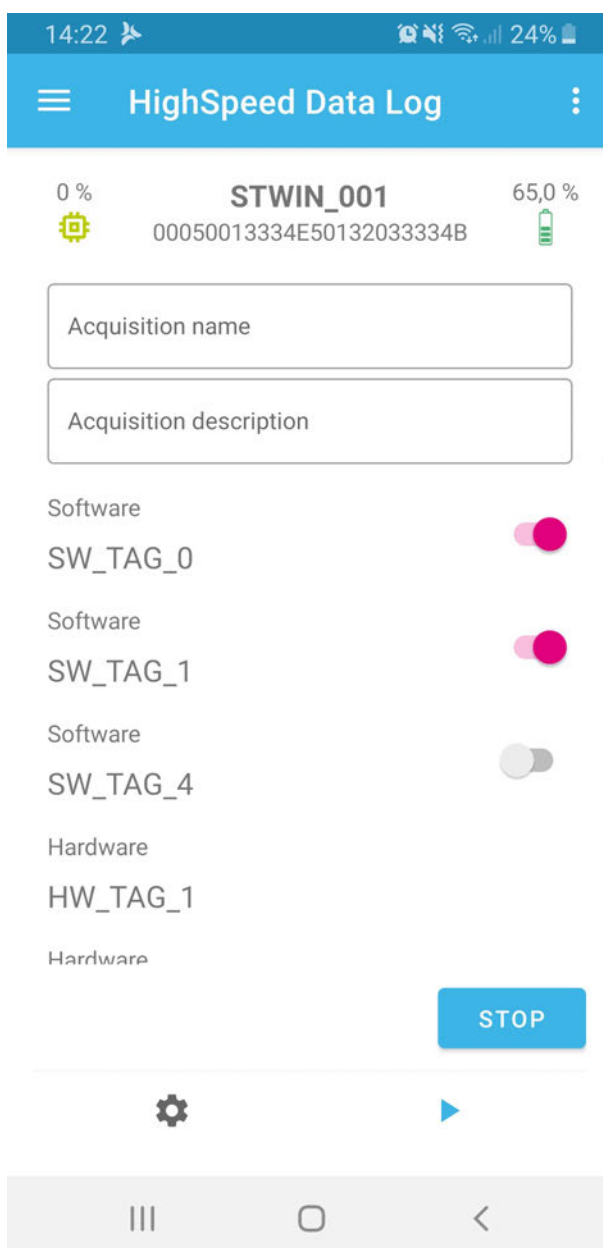 14:22 24%
HighSpeed Data Log
0 % STWIN_001 65,0 %
00050013334E50132033334B
Acquisition name
Acquisition description
Software
SW_TAG_0
Software
SW_TAG_1
Software
SW_TAG_4
Hardware
HW_TAG_1
Hardware
STOP